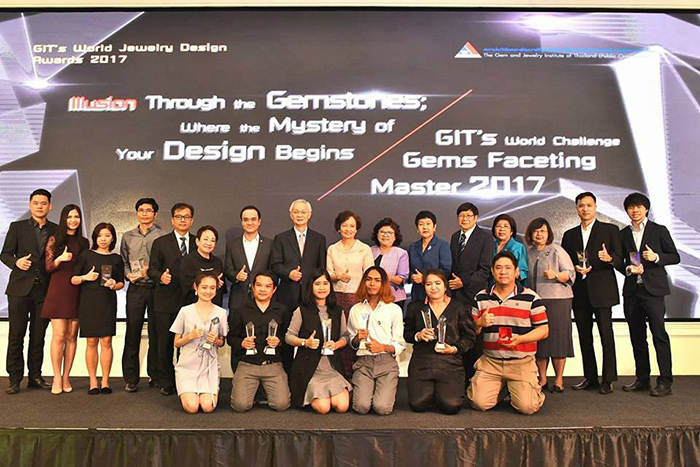 GIT's World Jewelry Design
Awards 2017
The Gem and Jewelry Institute of Thailand (Public
Illusion Through the Gemstones;
Where the Mystery of
Your Design Begins
GIT's World Challenge
Gems Faceting
Master 2017